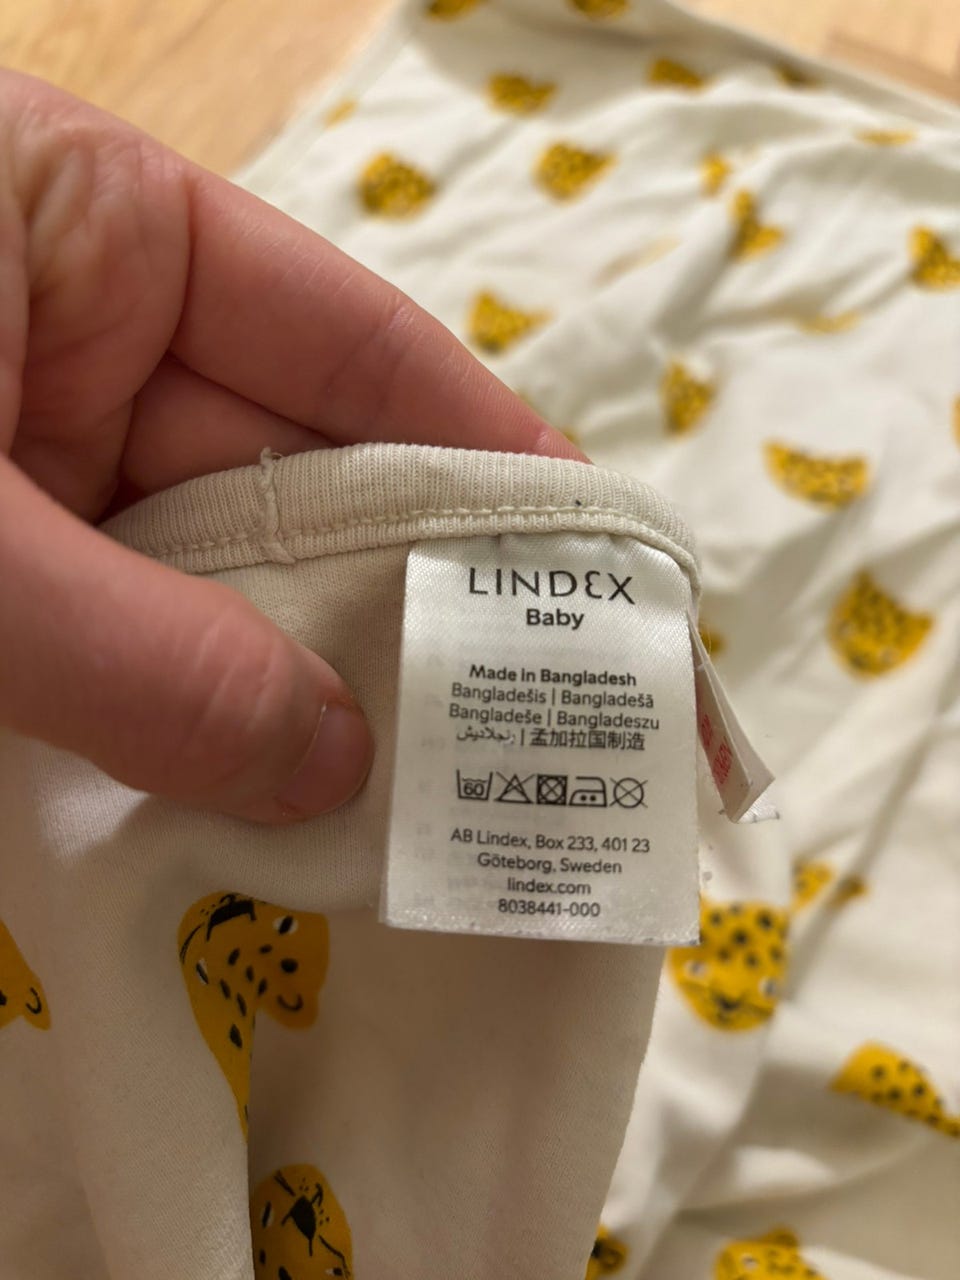 LINDEX
Baby
Made in Bangladesh
Bangladešis | Bangladešā
Bangladeše | Bangladeszu
بنجلاديش | 孟加拉国制造
60
AB Lindex, Box 233, 401 23
Göteborg, Sweden
lindex.com
8038441-000